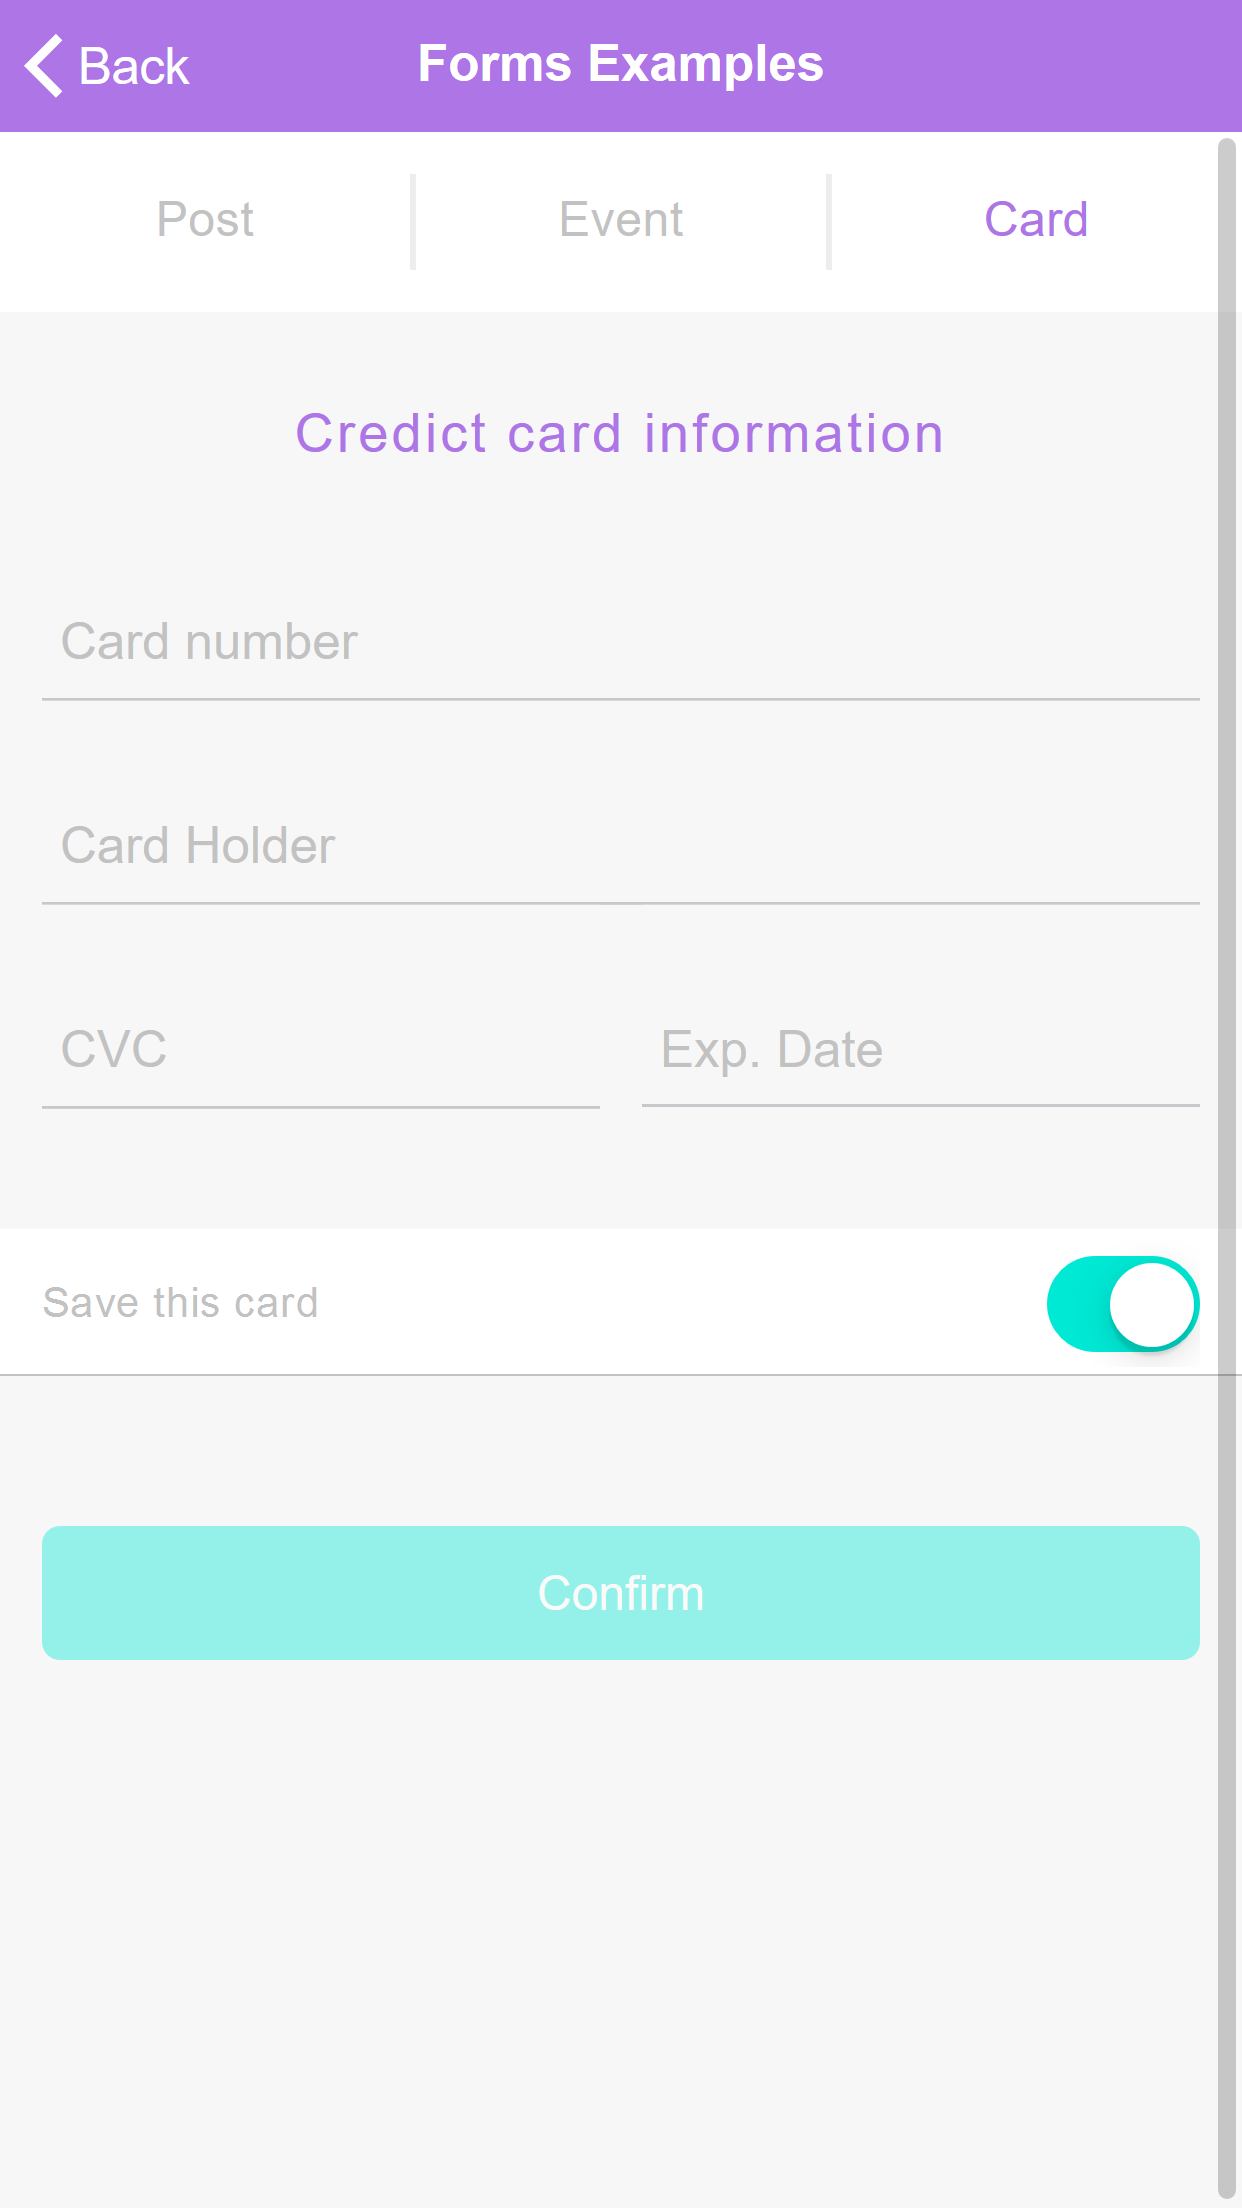 Back
Forms Examples
Post
Event
Card
Credict card information
Card number
Card Holder
CVC
Exp. Date
Save this card
Confirm